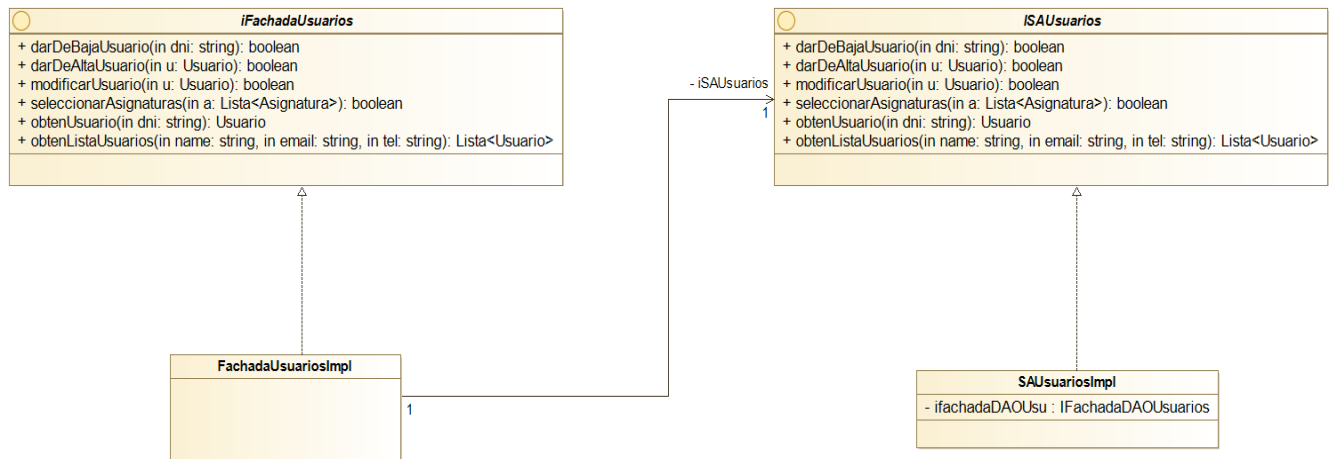 iFachadaUsuarios
+ darDeBajaUsuario(in dni: string): boolean
+ darDeAltaUsuario(in u: Usuario): boolean
+ modificarUsuario(in u: Usuario): boolean
+ seleccionarAsignaturas(in a: Lista<Asignatura>): boolean
+ obtenUsuario(in dni: string): Usuario
+ obtenListaUsuarios(in name: string, in email: string, in tel: string): Lista<Usuario>
ISAUsuarios
+ darDeBajaUsuario(in dni: string): boolean
+ darDeAltaUsuario(in u: Usuario): boolean
+ modificarUsuario(in u: Usuario): boolean
+ seleccionarAsignaturas(in a: Lista<Asignatura>): boolean
+ obtenUsuario(in dni: string): Usuario
+ obtenListaUsuarios(in name: string, in email: string, in tel: string): Lista<Usuario>
- iSAUsuarios
1
FachadaUsuariosImpl
1
SAUsuariosImpl
- ifachadaDAOUsu : IFachadaDAOUsuarios